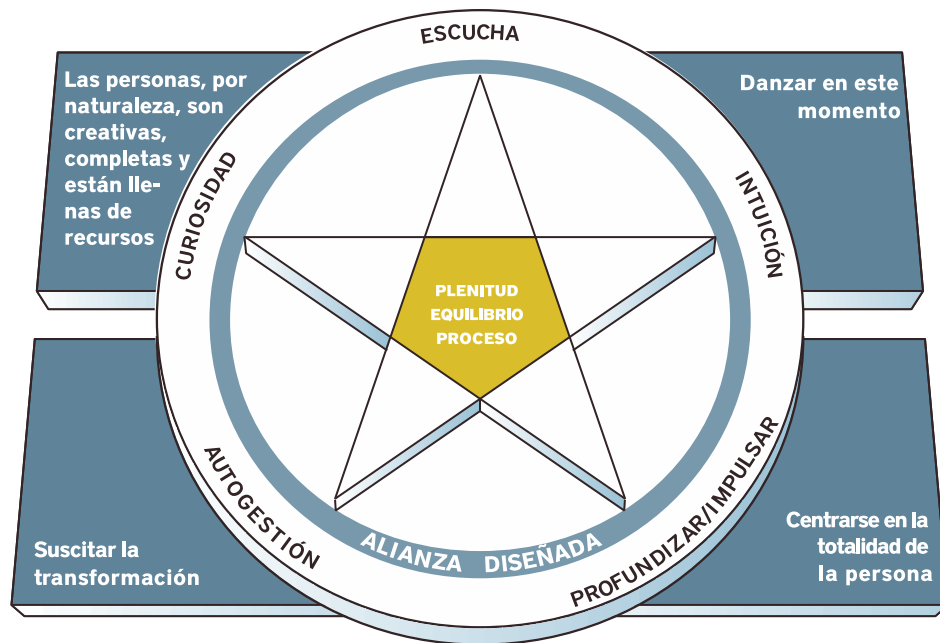 ESCUCHA
Las personas, por
naturaleza, son
creativas,
completas y
están lle-
nas de
recursos
Danzar en este
momento
CURIOSIDAD
INTUICIÓN
PLENITUD
EQUILIBRIO
PROCESO
AUTOGESTIÓN
PROFUNDIZAR/IMPULSAR
ALIANZA DISEÑADA
Suscitar la
transformación
Centrarse en la
totalidad de
la persona